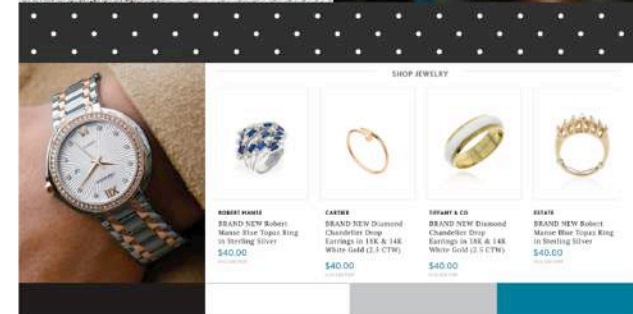 SHOP JEWELRY
ROBERT MANSE
BRAND NEW Robert
Manse Blue Topaz Ring
in Sterling Silver
$40.00
CARTIER
BRAND NEW Diamond
Chandelier Drop
Earrings in 18K & 14K
White Gold (2.5 CTW)
$40.00
TIFFANY & CO
BRAND NEW Diamond
Chandelier Drop
Earrings in 18K & 14K
White Gold (2.5 CTW)
$40.00
ESTATE
BRAND NEW Robert
Manse Blue Topaz Ring
in Sterling Silver
$40.00